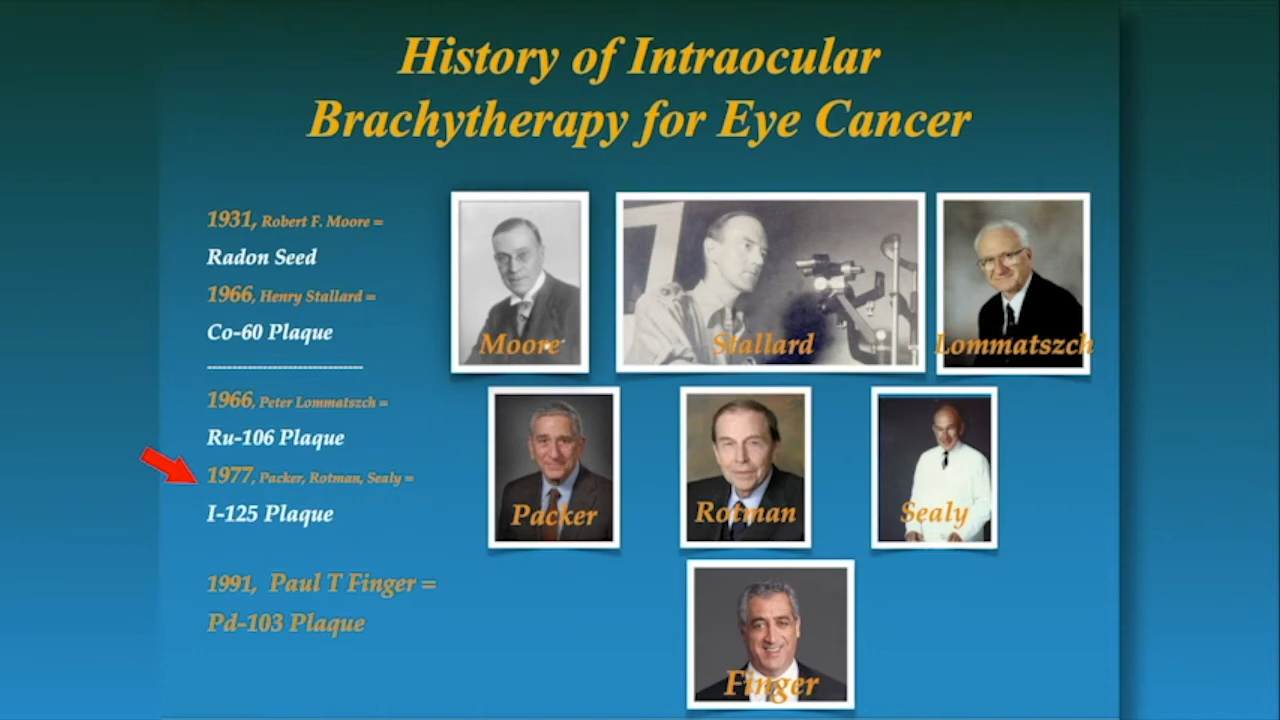 History of Intraocular
Brachytherapy for Eye Cancer
1931, Robert F. Moore =
Radon Seed
1966, Henry Stallard =
Co-60 Plaque
----------------------------------
1966, Peter Lommatszch =
Ru-106 Plaque
1977, Packer, Rotman, Sealy =
I-125 Plaque
1991, Paul T Finger =
Pd-103 Plaque
Moore
Stallard
Lommatszch
Packer
Rotman
Sealy
Finger